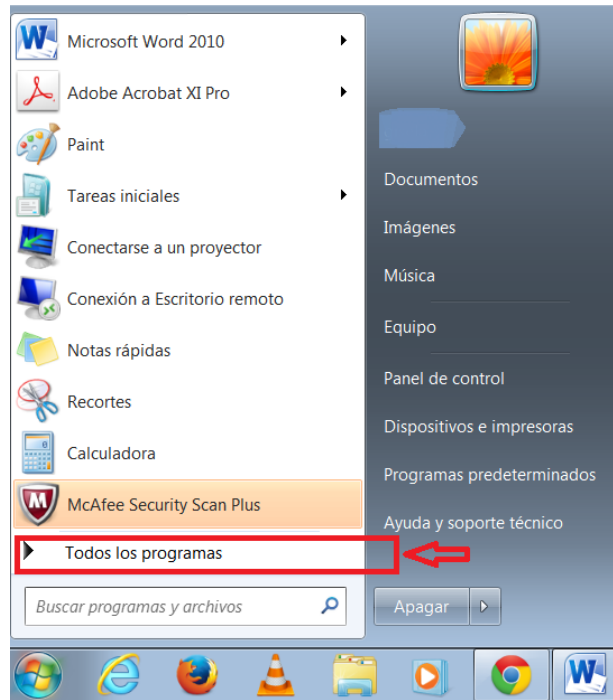 Microsoft Word 2010
Adobe Acrobat XI Pro
Paint
Tareas iniciales
Conectarse a un proyector
Conexión a Escritorio remoto
Notas rápidas
Recortes
Calculadora
McAfee Security Scan Plus
Todos los programas
Buscar programas y archivos
Documentos
Imágenes
Música
Equipo
Panel de control
Dispositivos e impresoras
Programas predeterminados
Ayuda y soporte técnico
Apagar